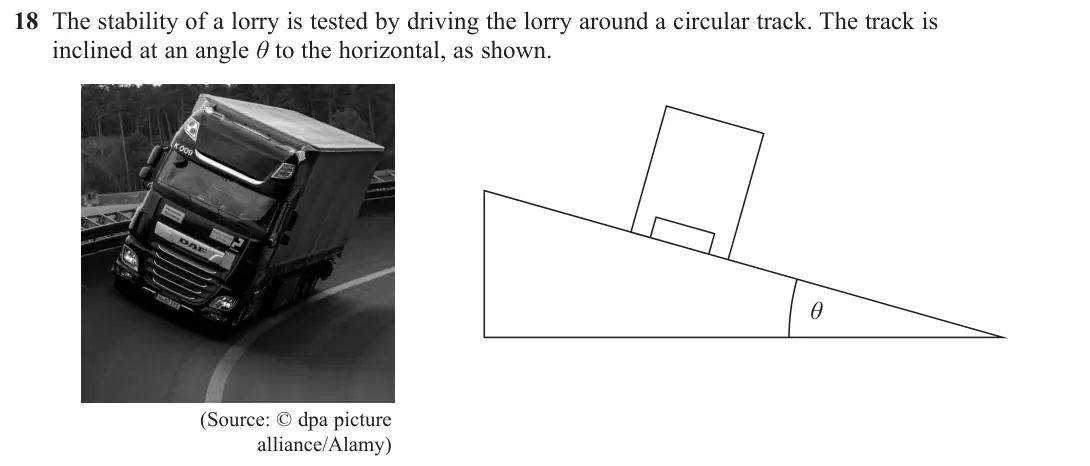 18 The stability of a lorry is tested by driving the lorry around a circular track. The track is
inclined at an angle θ to the horizontal, as shown.
K 009
DAF
θ
(Source: © dpa picture
alliance/Alamy)